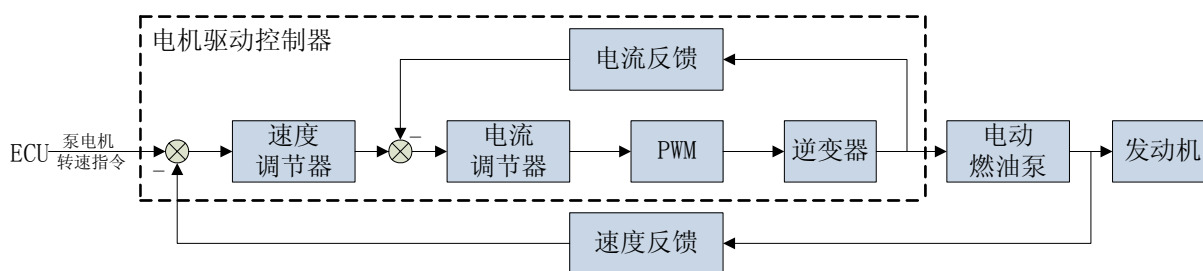 电机驱动控制器
电流反馈
ECU
泵电机
转速指令
−
速度
调节器
−
电流
调节器
PWM
逆变器
电动
燃油泵
发动机
速度反馈